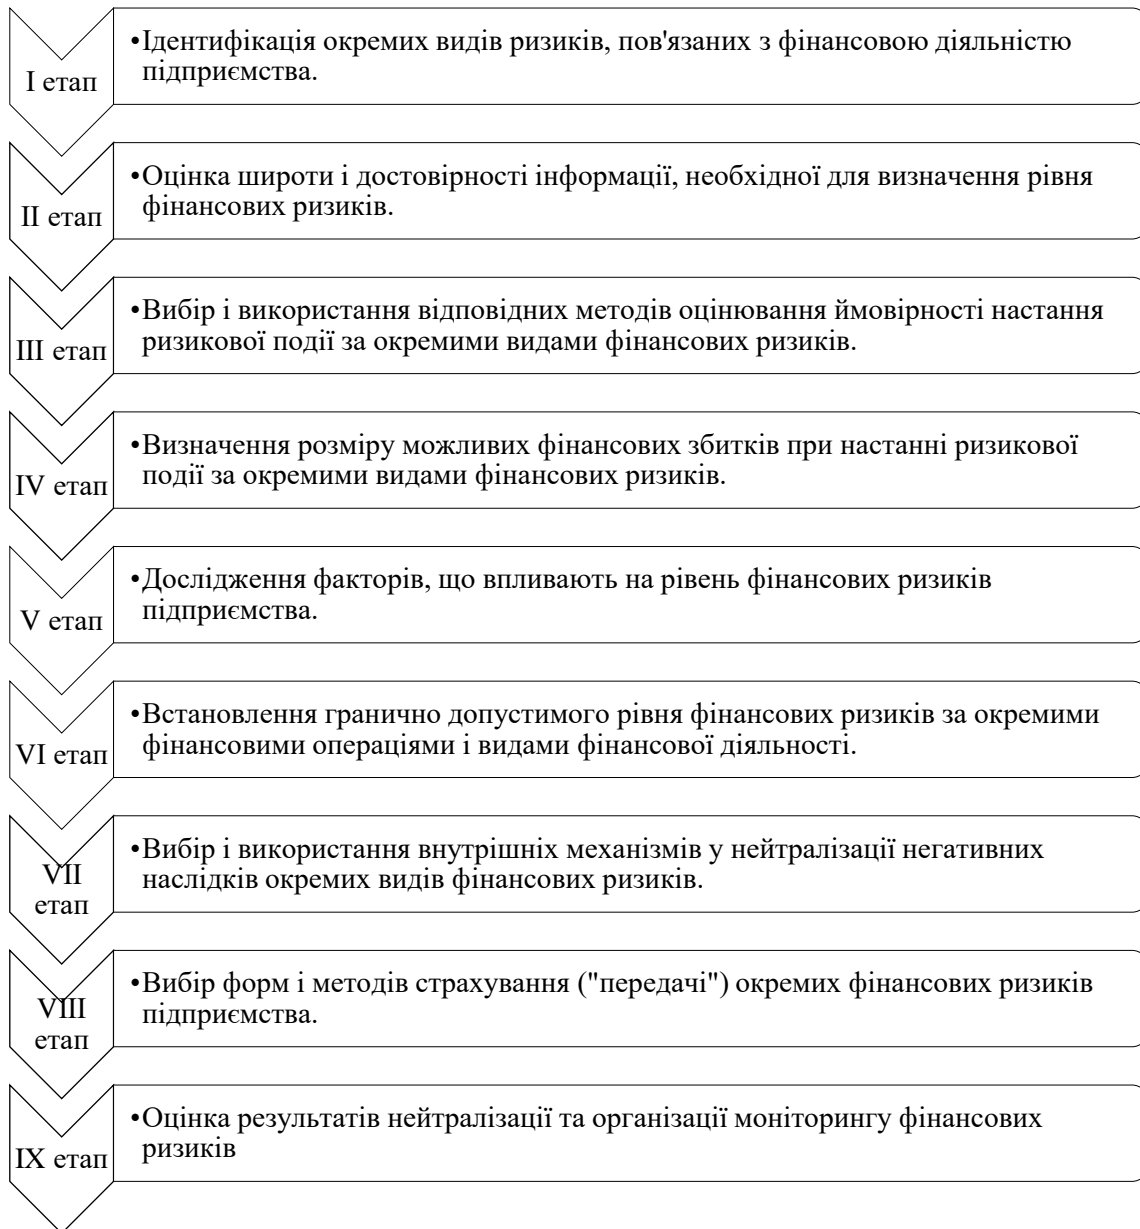 I етап
•Ідентифікація окремих видів ризиків, пов'язаних з фінансовою діяльністю
підприємства.
II етап
•Оцінка широти і достовірності інформації, необхідної для визначення рівня
фінансових ризиків.
III етап
•Вибір і використання відповідних методів оцінювання ймовірності настання
ризикової події за окремими видами фінансових ризиків.
IV етап
•Визначення розміру можливих фінансових збитків при настанні ризикової
події за окремими видами фінансових ризиків.
V етап
•Дослідження факторів, що впливають на рівень фінансових ризиків
підприємства.
VI етап
•Встановлення гранично допустимого рівня фінансових ризиків за окремими
фінансовими операціями і видами фінансової діяльності.
VII
етап
•Вибір і використання внутрішніх механізмів у нейтралізації негативних
наслідків окремих видів фінансових ризиків.
VIII
етап
•Вибір форм і методів страхування ("передачі") окремих фінансових ризиків
підприємства.
IX етап
•Оцінка результатів нейтралізації та організації моніторингу фінансових
ризиків